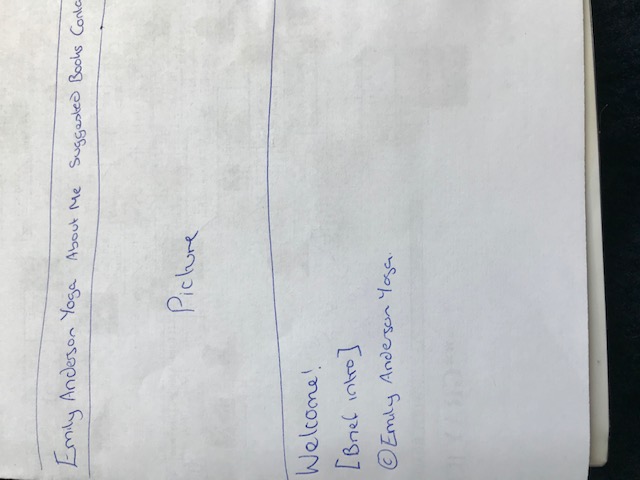 Emily Anderson Yoga About Me Suggested Books Conta
Picture
Welcome!
[Brief intro]
©Emily Anderson Yoga.